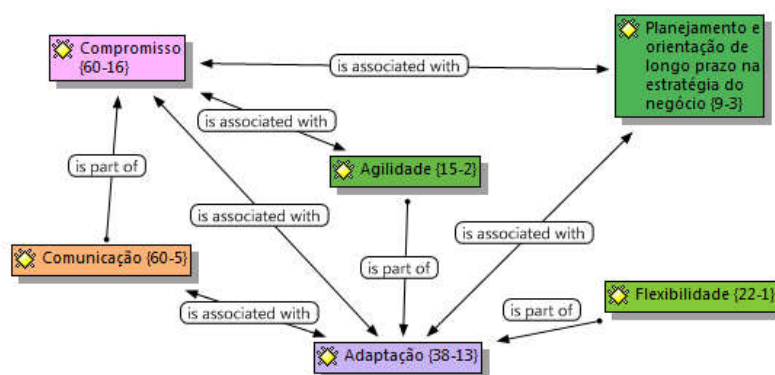 Compromisso
{60-16}
Planejamento e
orientação de
longo prazo na
estratégia do
negócio {9-3}
is associated with
is associated with
is part of
Agilidade {15-2}
is associated with
is associated with
Comunicação {60-5}
is part of
Flexibilidade {22-1}
is associated with
is part of
Adaptação {38-13}